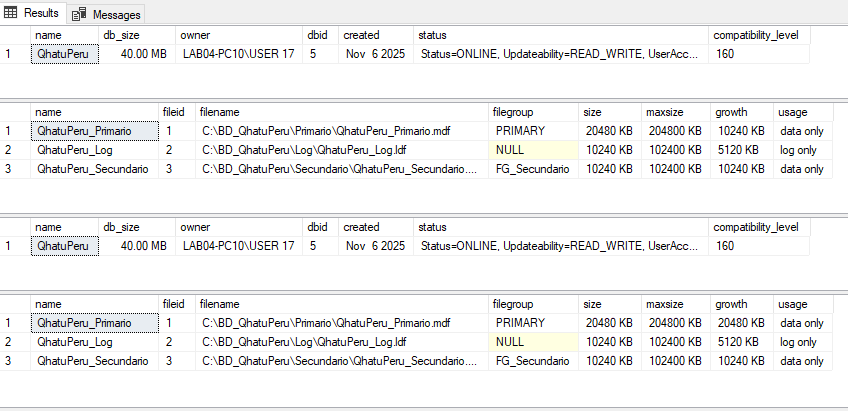 Results Messages
name db_size owner dbid created status compatibility_level
1 QhatuPeru 40.00 MB LAB04-PC10\USER 17 5 Nov 6 2025 Status=ONLINE, Updateability=READ_WRITE, UserAcc... 160
name fileid filename filegroup size maxsize growth usage
1 QhatuPeru_Primario 1 C:\BD_QhatuPeru\Primario\QhatuPeru_Primario.mdf PRIMARY 20480 KB 204800 KB 10240 KB data only
2 QhatuPeru_Log 2 C:\BD_QhatuPeru\Log\QhatuPeru_Log.ldf NULL 10240 KB 102400 KB 5120 KB log only
3 QhatuPeru_Secundario 3 C:\BD_QhatuPeru\Secundario\QhatuPeru_Secundario.... FG_Secundario 10240 KB 102400 KB 10240 KB data only
name db_size owner dbid created status compatibility_level
1 QhatuPeru 40.00 MB LAB04-PC10\USER 17 5 Nov 6 2025 Status=ONLINE, Updateability=READ_WRITE, UserAcc... 160
name fileid filename filegroup size maxsize growth usage
1 QhatuPeru_Primario 1 C:\BD_QhatuPeru\Primario\QhatuPeru_Primario.mdf PRIMARY 20480 KB 204800 KB 20480 KB data only
2 QhatuPeru_Log 2 C:\BD_QhatuPeru\Log\QhatuPeru_Log.ldf NULL 10240 KB 102400 KB 5120 KB log only
3 QhatuPeru_Secundario 3 C:\BD_QhatuPeru\Secundario\QhatuPeru_Secundario.... FG_Secundario 10240 KB 102400 KB 10240 KB data only